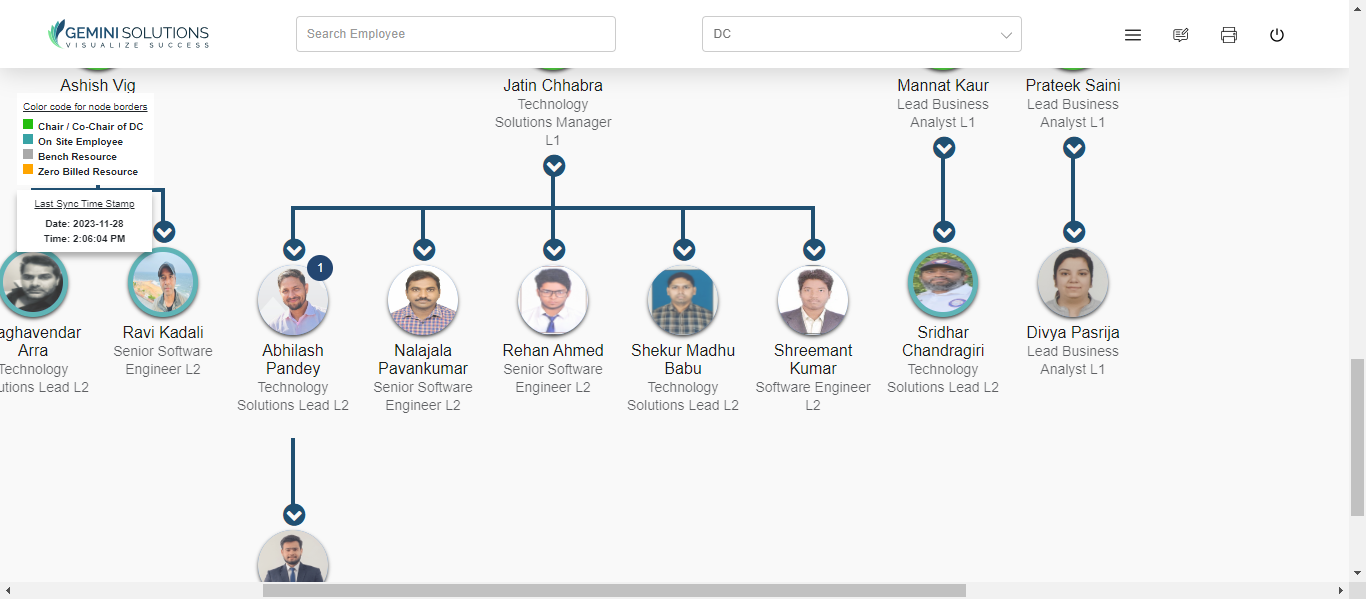 GEMINI SOLUTIONS
VISUALIZE SUCCESS
Search Employee
DC
Ashish Vig
Color code for node borders
Chair / Co-Chair of DC
On Site Employee
Bench Resource
Zero Billed Resource
Last Sync Time Stamp
Date: 2023-11-28
Time: 2:06:04 PM
Jatin Chhabra
Technology
Solutions Manager
L1
Mannat Kaur
Lead Business
Analyst L1
Prateek Saini
Lead Business
Analyst L1
aghavendar
Arra
Technology
utions Lead L2
Ravi Kadali
Senior Software
Engineer L2
1
Abhilash
Pandey
Technology
Solutions Lead L2
Nalajala
Pavankumar
Senior Software
Engineer L2
Rehan Ahmed
Senior Software
Engineer L2
Shekur Madhu
Babu
Technology
Solutions Lead L2
Shreemant
Kumar
Software Engineer
L2
Sridhar
Chandragiri
Technology
Solutions Lead L2
Divya Pasrija
Lead Business
Analyst L1